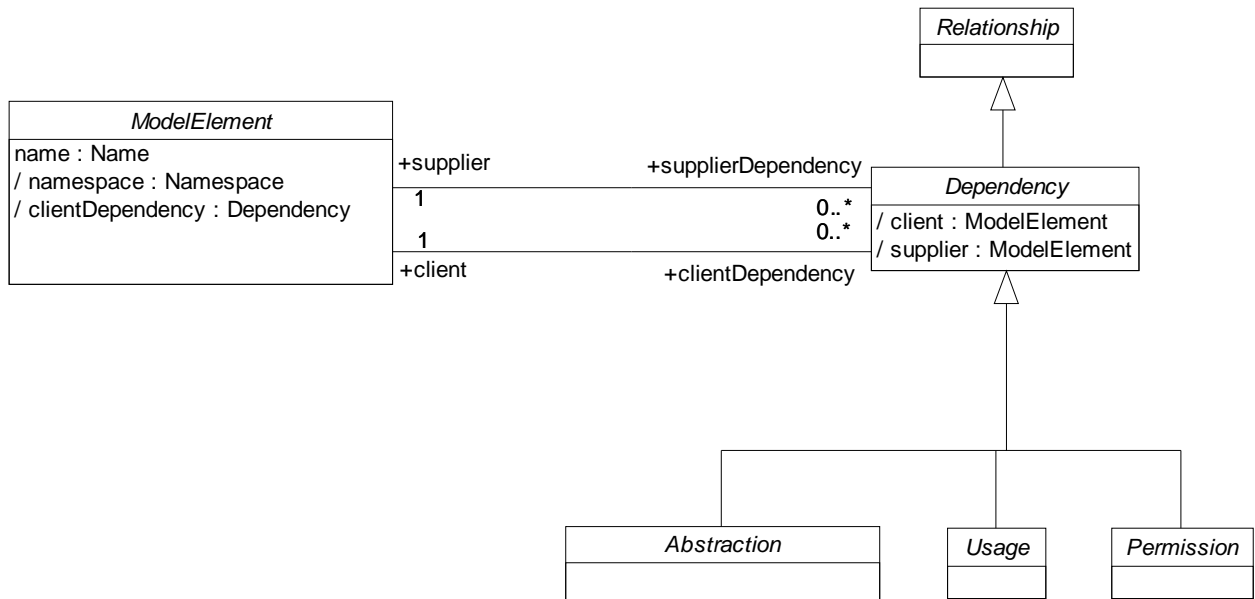 Relationship
ModelElement
name : Name
/ namespace : Namespace
/ clientDependency : Dependency
+supplier
+supplierDependency
1
0..*
1
0..*
+client
+clientDependency
Dependency
/ client : ModelElement
/ supplier : ModelElement
Abstraction
Usage
Permission